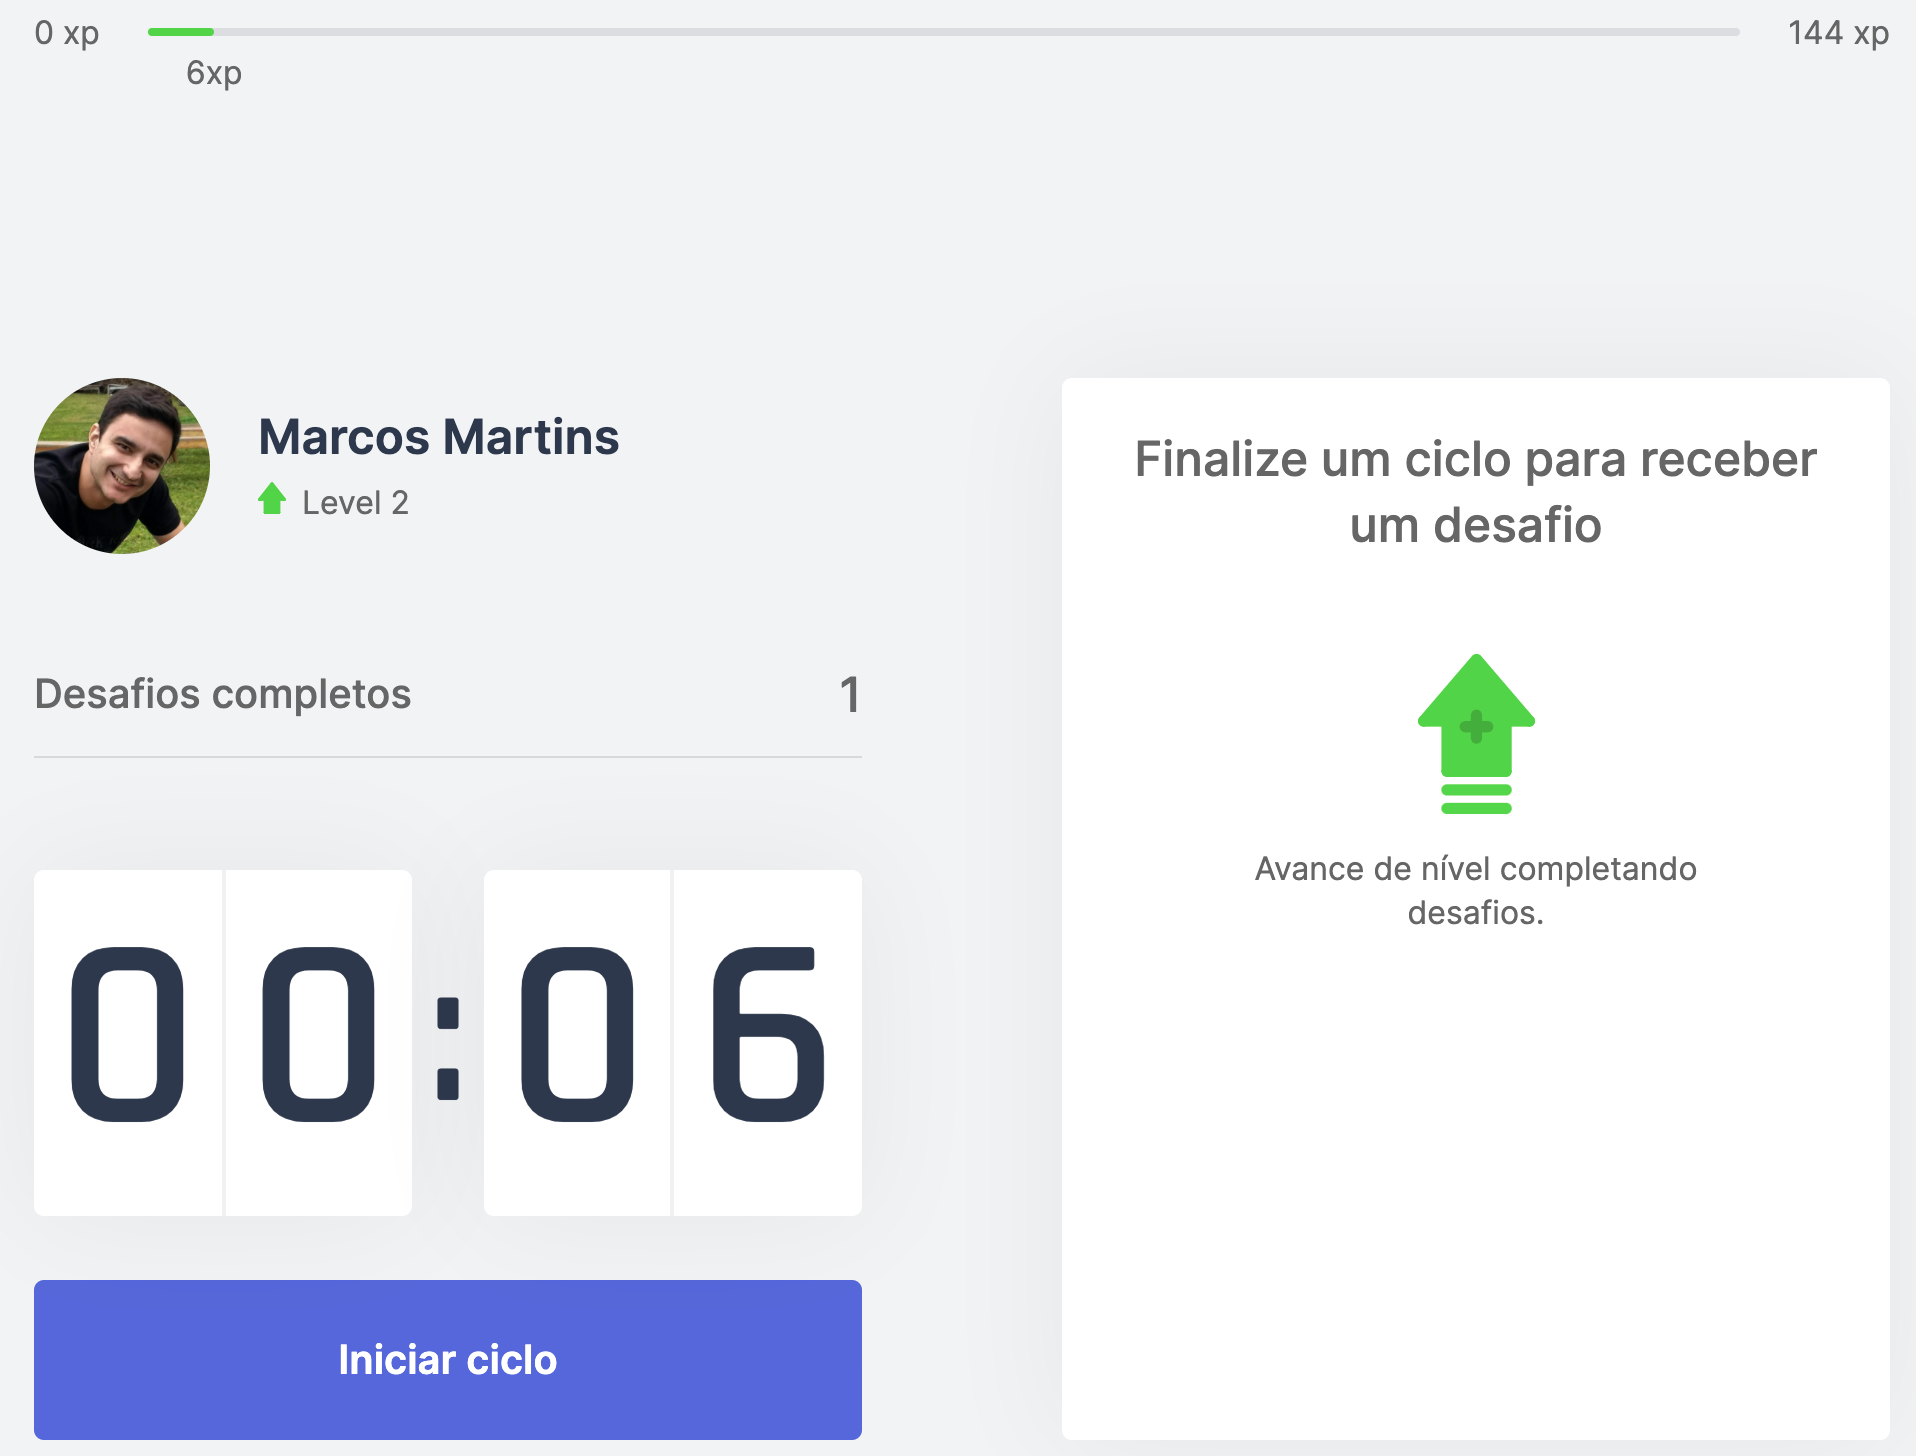 0 xp
144 xp
6xp
Marcos Martins
Level 2
Desafios completos
1
00:06
Iniciar ciclo
Finalize um ciclo para receber
um desafio
Avance de nível completando
desafios.